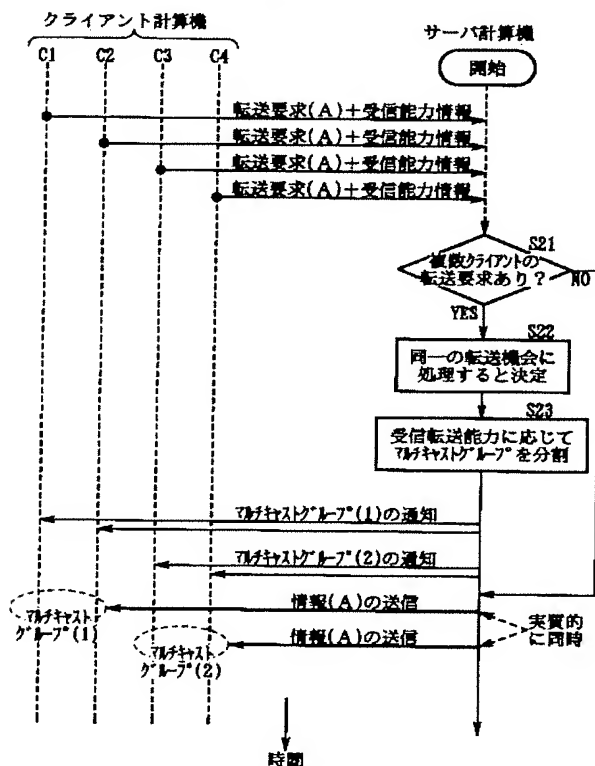 クライアント計算機
サーバ計算機
C1 C2 C3 C4
開始
転送要求(A)+受信能力情報
転送要求(A)+受信能力情報
転送要求(A)+受信能力情報
転送要求(A)+受信能力情報
S21
複数クライアントの
転送要求あり?
NO
YES
S22
同一の転送機会に
処理すると決定
S23
受信転送能力に応じて
マルチキャストグループを分割
マルチキャストグループ(1)の通知
マルチキャストグループ(2)の通知
情報(A)の送信
マルチキャスト
グループ(1)
情報(A)の送信
実質的
に同時
マルチキャスト
グループ(2)
時間